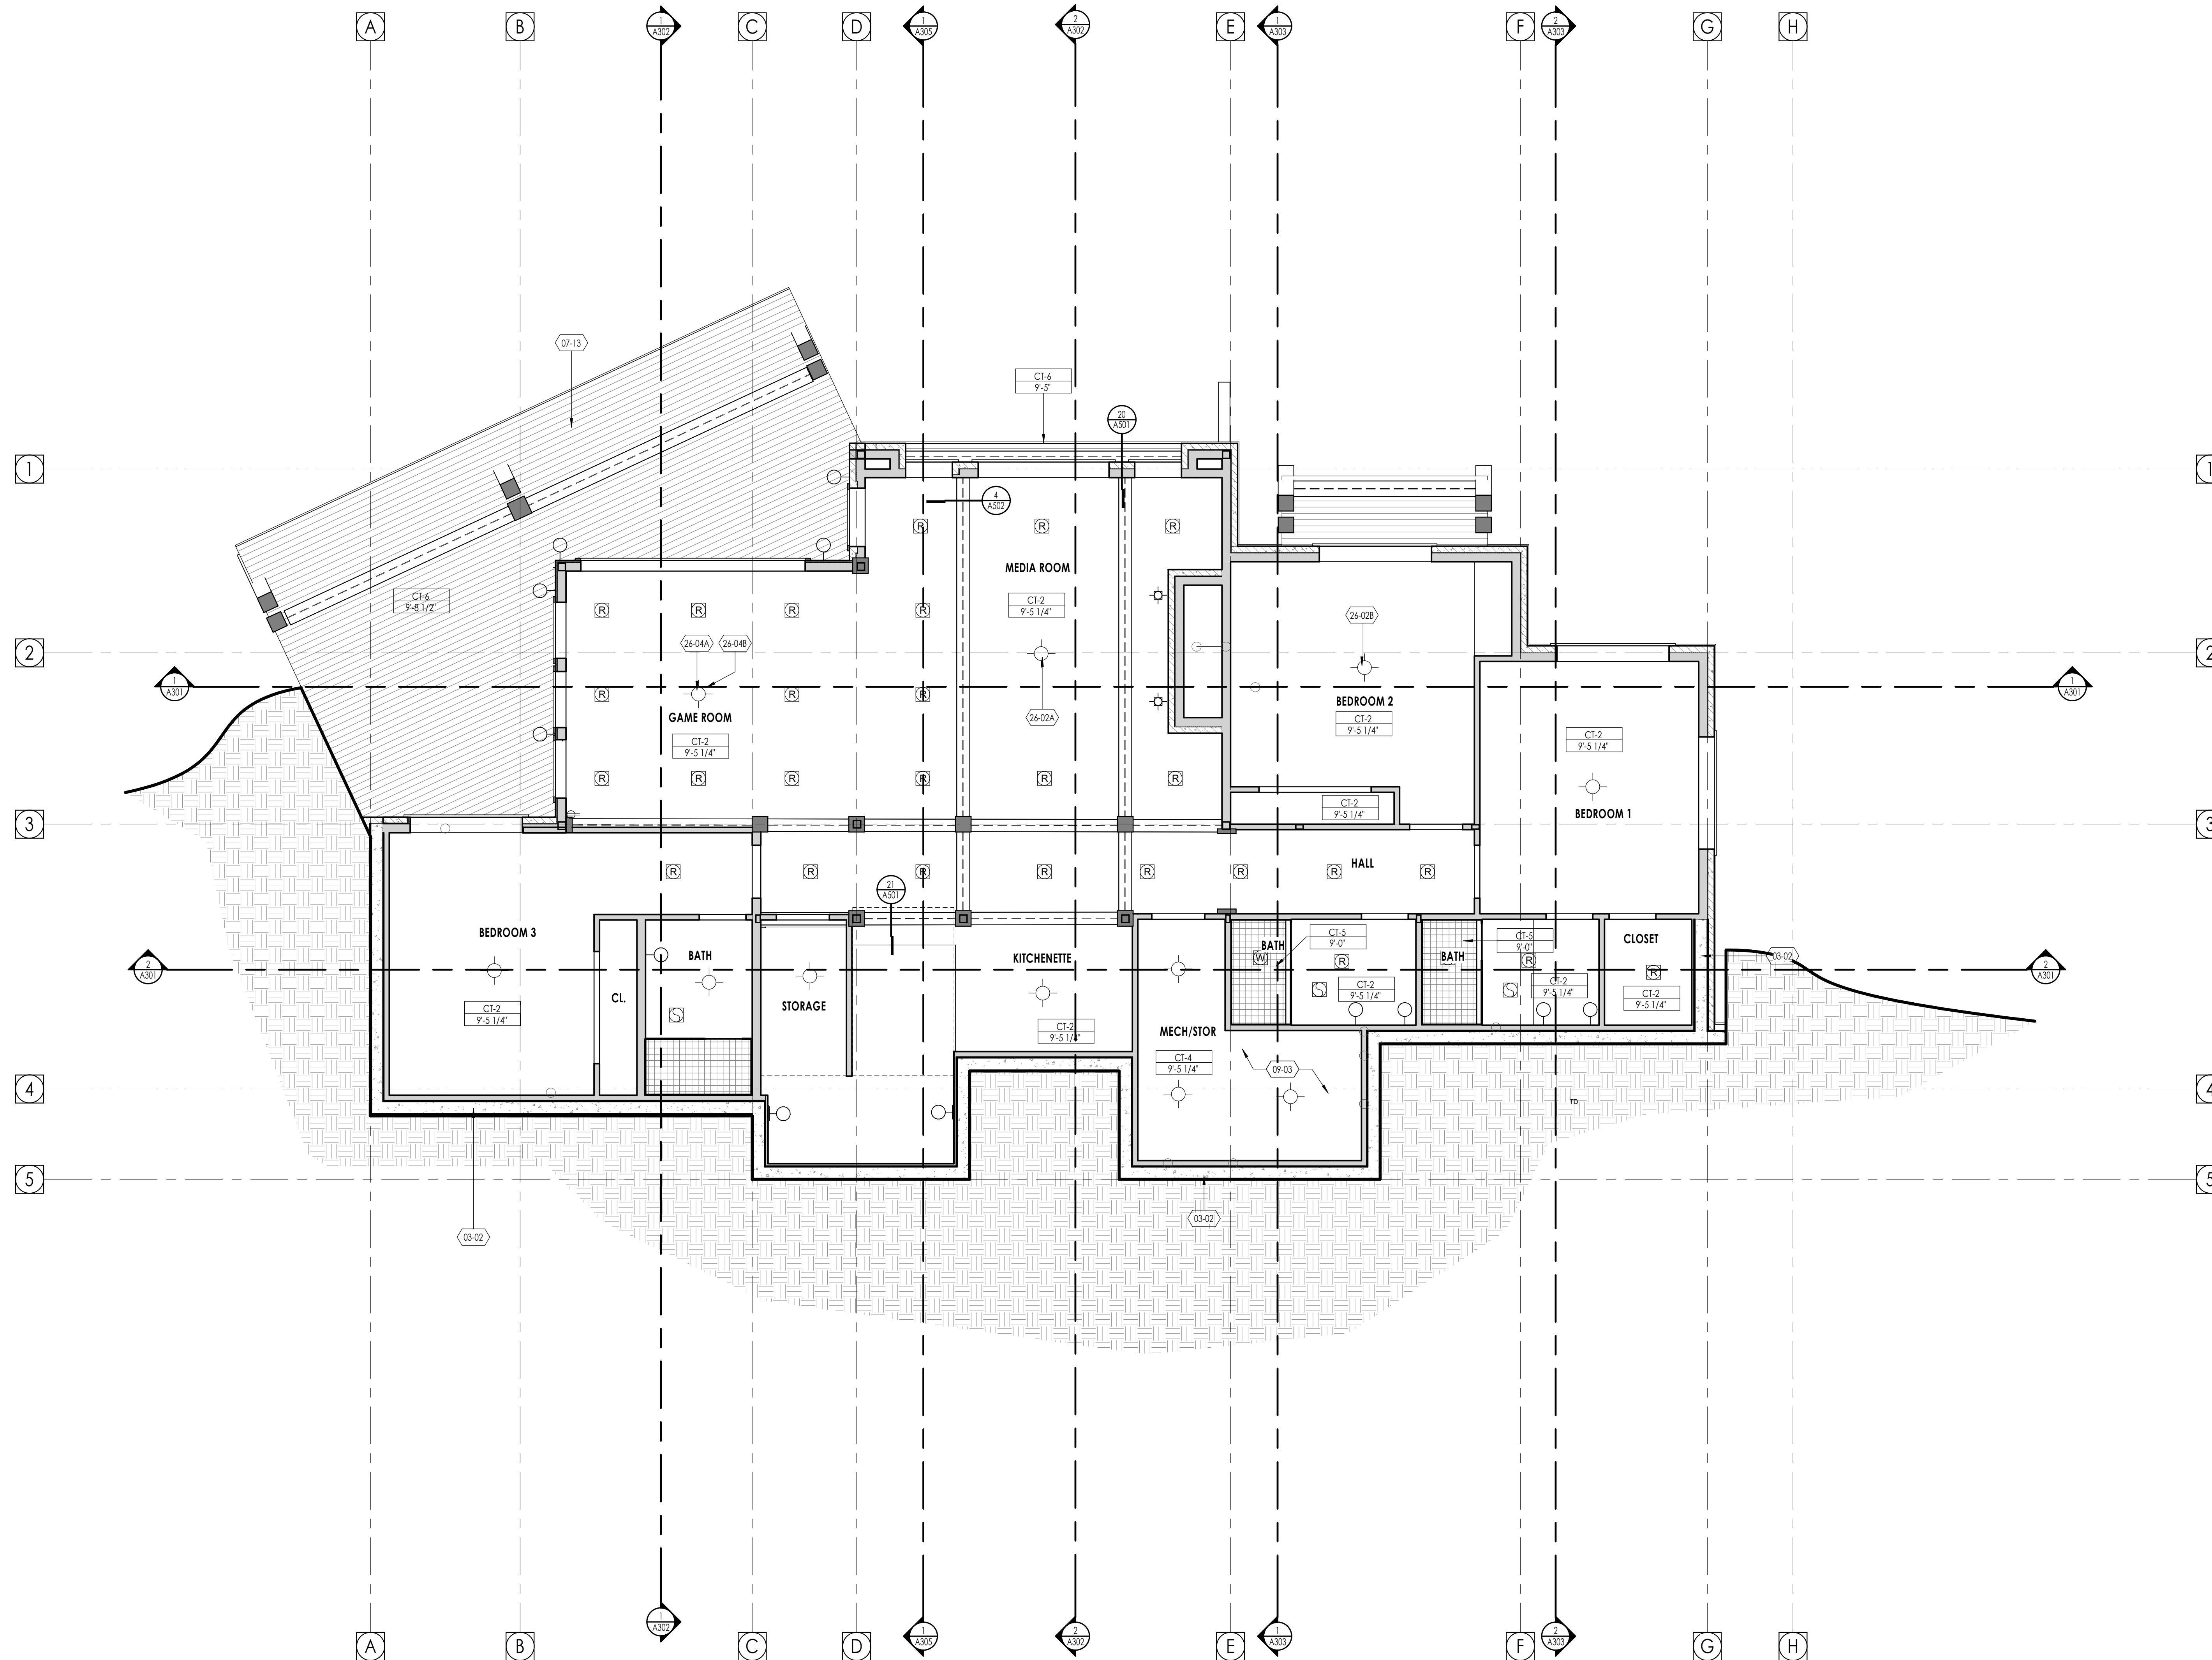 A
B
1
A302
C
D
1
A305
2
A302
E
1
A303
F
2
A303
G
H
07-13
CT-6
9'-5"
20
A501
1
1
4
A502
R
R
R
MEDIA ROOM
CT-6
9'-8 1/2"
CT-2
9'-5 1/4"
R
R
R
R
26-02B
26-04A
26-04B
2
2
1
A301
1
A301
R
R
R
R
BEDROOM 2
GAME ROOM
26-02A
CT-2
9'-5 1/4"
CT-2
9'-5 1/4"
CT-2
9'-5 1/4"
R
R
R
R
R
R
CT-2
9'-5 1/4"
BEDROOM 1
3
3
HALL
R
R
R
R
R
R
R
R
21
A501
BEDROOM 3
CT-5
9'-0"
CT-5
9'-0"
CLOSET
BATH
BATH
BATH
KITCHENETTE
03-02
W
R
R
R
2
A301
2
A301
CL.
STORAGE
CT-2
9'-5 1/4"
CT-2
9'-5 1/4"
CT-2
9'-5 1/4"
S
S
S
CT-2
9'-5 1/4"
CT-2
9'-5 1/4"
MECH/STOR
CT-4
9'-5 1/4"
09-03
4
4
TD
5
5
03-02
03-02
A
B
1
A302
C
D
1
A305
2
A302
E
1
A303
F
2
A303
G
H